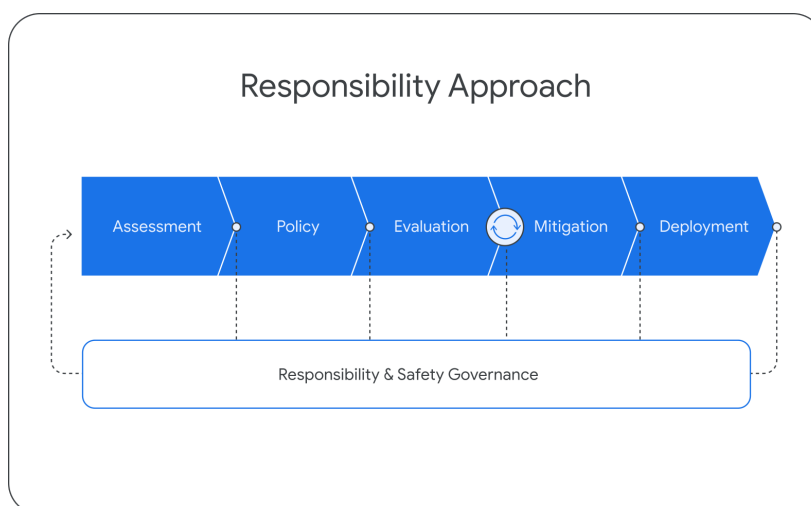 Responsibility Approach
Assessment
Policy
Evaluation
Mitigation
Deployment
Responsibility & Safety Governance